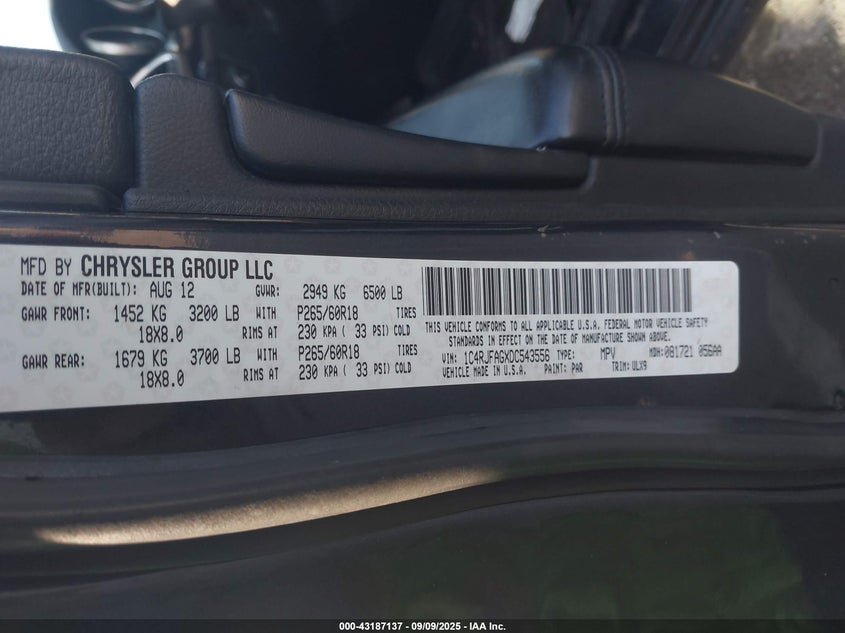 MFD BY CHRYSLER GROUP LLC
DATE OF MFR(BUILT): AUG 12 GVWR: 2949 KG 6500 LB
GAWR FRONT: 1452 KG 3200 LB WITH P265/60R18 TIRES
18X8.0 RIMS AT 230 KPA ( 33 PSI) COLD
GAWR REAR: 1679 KG 3700 LB WITH P265/60R18 TIRES
18X8.0 RIMS AT 230 KPA ( 33 PSI) COLD
THIS VEHICLE CONFORMS TO ALL APPLICABLE U.S.A. FEDERAL MOTOR VEHICLE SAFETY
STANDARDS IN EFFECT ON THE DATE OF MANUFACTURE SHOWN ABOVE.
VIN: 1C4RJFAGXDC543556 TYPE: MPV MDH:081721 056AA
VEHICLE MADE IN U.S.A. PAINT: PAR TRIM: ULX9
000-43187137 - 09/09/2025 - IAA Inc.